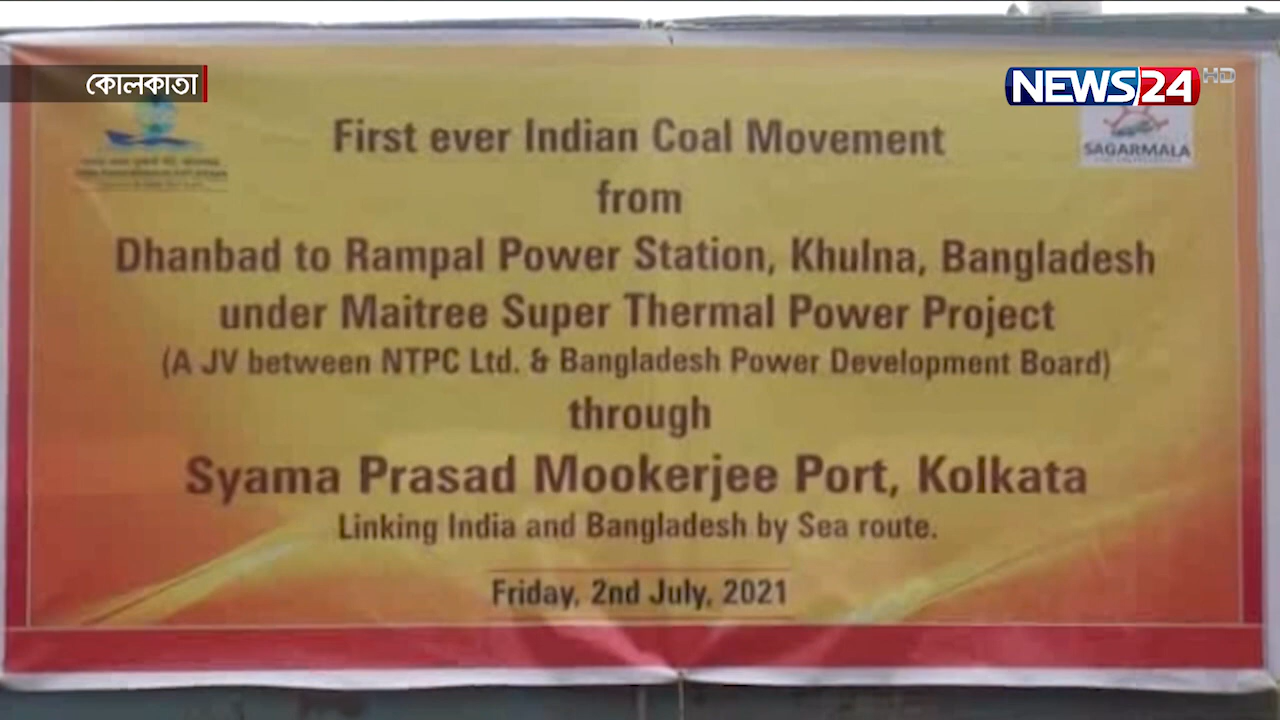 কোলকাতা
NEWS24 HD
SAGARMALA
First ever Indian Coal Movement
from
Dhanbad to Rampal Power Station, Khulna, Bangladesh
under Maitree Super Thermal Power Project
(A JV between NTPC Ltd. & Bangladesh Power Development Board)
through
Syama Prasad Mookerjee Port, Kolkata
Linking India and Bangladesh by Sea route.
Friday, 2nd July, 2021